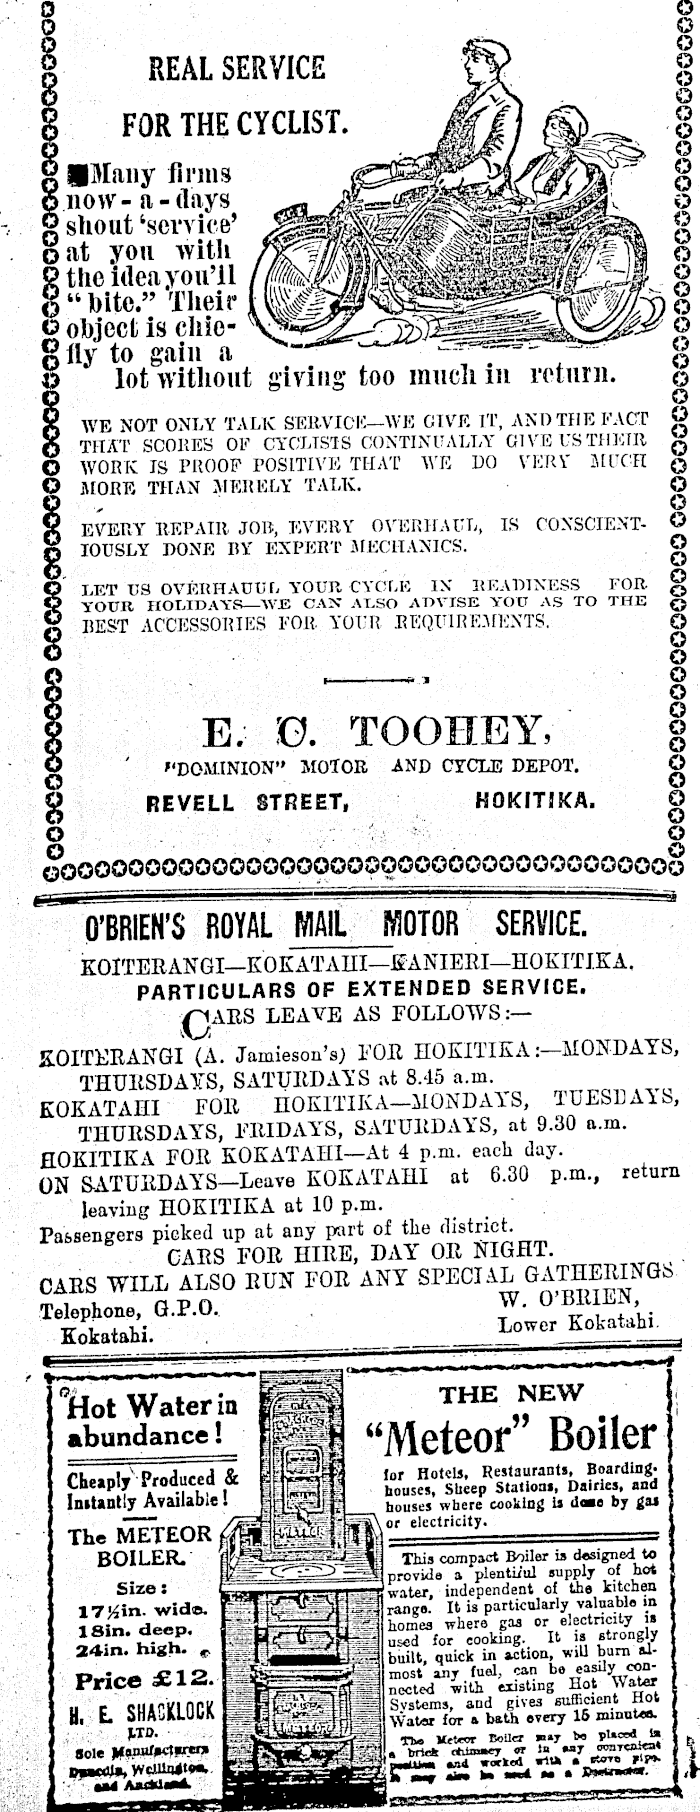 REAL SERVICE
FOR THE CYCLIST.
Many firms
now-a-days
shout 'service'
at you with
the idea you'll
"bite." Their
object is chie-
fly to gain a
lot without giving too much in return.
WE NOT ONLY TALK SERVICE—WE GIVE IT, AND THE FACT
THAT SCORES OF CYCLISTS CONTINUALLY GIVE US THEIR
WORK IS PROOF POSITIVE THAT WE DO VERY MUCH
MORE THAN MERELY TALK.
EVERY REPAIR JOB, EVERY OVERHAUL, IS CONSCIENT-
IOUSLY DONE BY EXPERT MECHANICS.
LET US OVERHAUUL YOUR CYCLE IN READINESS FOR
YOUR HOLIDAYS—WE CAN ALSO ADVISE YOU AS TO THE
BEST ACCESSORIES FOR YOUR REQUIREMENTS.
E. C. TOOHEY,
"DOMINION" MOTOR AND CYCLE DEPOT.
REVELL STREET, HOKITIKA.
O'BRIEN'S ROYAL MAIL MOTOR SERVICE.
KOITERANGI—KOKATAHI—KANIERI—HOKITIKA.
PARTICULARS OF EXTENDED SERVICE.
CARS LEAVE AS FOLLOWS:—
KOITERANGI (A. Jamieson's) FOR HOKITIKA:—MONDAYS,
THURSDAYS, SATURDAYS at 8.45 a.m.
KOKATAHI FOR HOKITIKA—MONDAYS, TUESDAYS,
THURSDAYS, FRIDAYS, SATURDAYS, at 9.30 a.m.
HOKITIKA FOR KOKATAHI—At 4 p.m. each day.
ON SATURDAYS—Leave KOKATAHI at 6.30 p.m., return
leaving HOKITIKA at 10 p.m.
Passengers picked up at any part of the district.
CARS FOR HIRE, DAY OR NIGHT.
CARS WILL ALSO RUN FOR ANY SPECIAL GATHERINGS
Telephone, G.P.O. W. O'BRIEN,
Kokatahi. Lower Kokatahi.
Hot Water in
abundance!
Cheaply Produced &
Instantly Available!
The METEOR
BOILER.
Size:
17½in. wide.
18in. deep.
24in. high.
Price £12.
H. E. SHACKLOCK
LTD.
Sole Manufacturers
Dunedin, Wellington,
and Auckland.
METEOR
THE NEW
"Meteor" Boiler
for Hotels, Restaurants, Boarding-
houses, Sheep Stations, Dairies, and
houses where cooking is done by gas
or electricity.
This compact Boiler is designed to
provide a plentiful supply of hot
water, independent of the kitchen
range. It is particularly valuable in
homes where gas or electricity is
used for cooking. It is strongly
built, quick in action, will burn al-
most any fuel, can be easily con-
nected with existing Hot Water
Systems, and gives sufficient Hot
Water for a bath every 15 minutes.
The Meteor Boiler may be placed in
a brick chimney or in any convenient
position and worked with a stove pipe.
It may also be used as a Destructor.